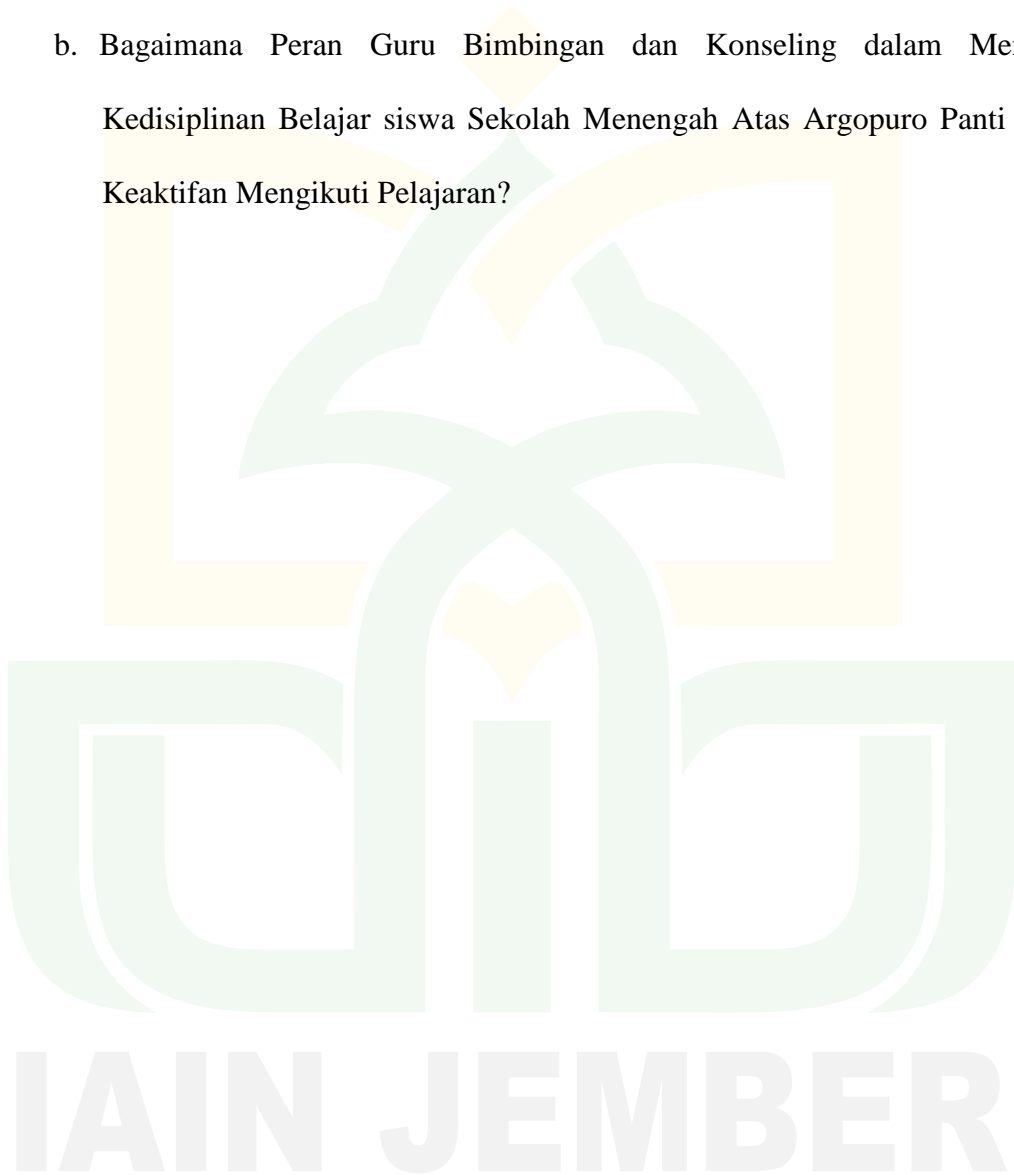 b. Bagaimana Peran Guru Bimbingan dan Konseling dalam
Kedisiplinan Belajar siswa Sekolah Menengah Atas Argopuro Panti
Keaktifan Mengikuti Pelajaran?
IAIN JEMBER